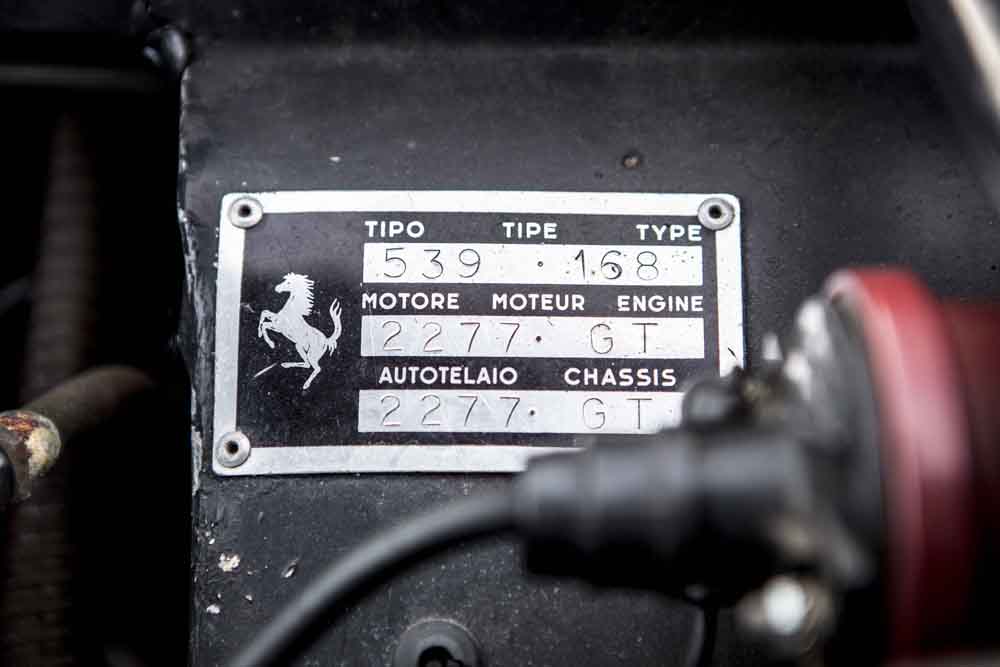 TIPO TIPE TYPE
539 · 168
MOTORE MOTEUR ENGINE
2277 · GT
AUTOTELAIO CHASSIS
2277 · GT